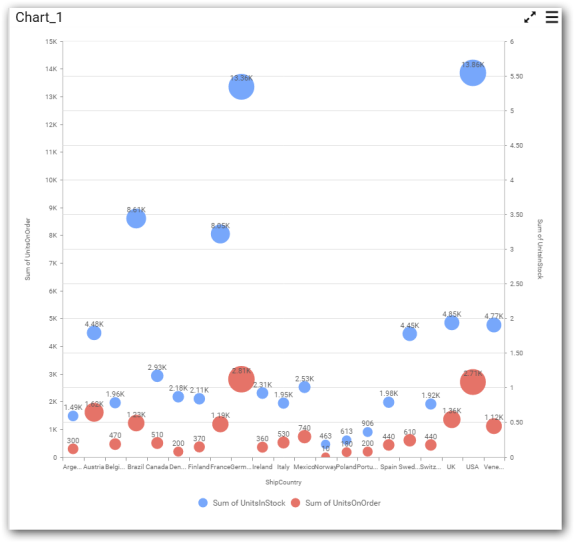 Chart_1
15K
14K
13K
12K
11K
10K
9K
8K
7K
6K
5K
4K
3K
2K
1K
0
Sum of UnitsOnOrder
6
5.50
5
4.50
4
3.50
3
2.50
2
1.50
1
0.50
0
Sum of UnitsInStock
13.36K 13.86K
8.61K 8.05K
4.48K 4.45K 4.85K 4.77K
1.49K 1.96K 2.93K 2.18K 2.11K 2.31K 1.95K 2.53K 463 613 906 1.98K 1.92K
300 470 1.23K 510 200 370 1.19K 2.81K 360 530 740 200 440 610 440 1.36K 2.71K 1.12K
Arge... Austria Belgi... Brazil Canada Den... Finland France Germ... Ireland Italy Mexico Norway Poland Portu... Spain Swed... Switz... UK USA Vene...
ShipCountry
Sum of UnitsInStock Sum of UnitsOnOrder